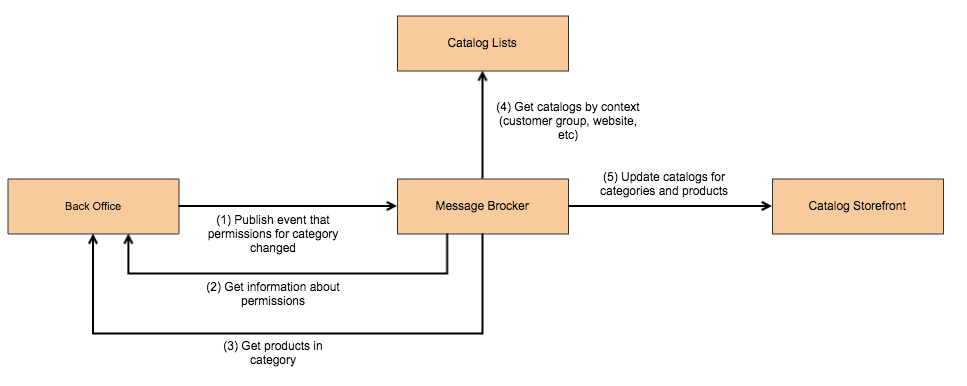 Catalog Lists
(4) Get catalogs by context
(customer group, website,
etc)
(5) Update catalogs for
categories and products
Back Office
Message Brocker
Catalog Storefront
(1) Publish event that
permissions for category
changed
(2) Get information about
permissions
(3) Get products in
category